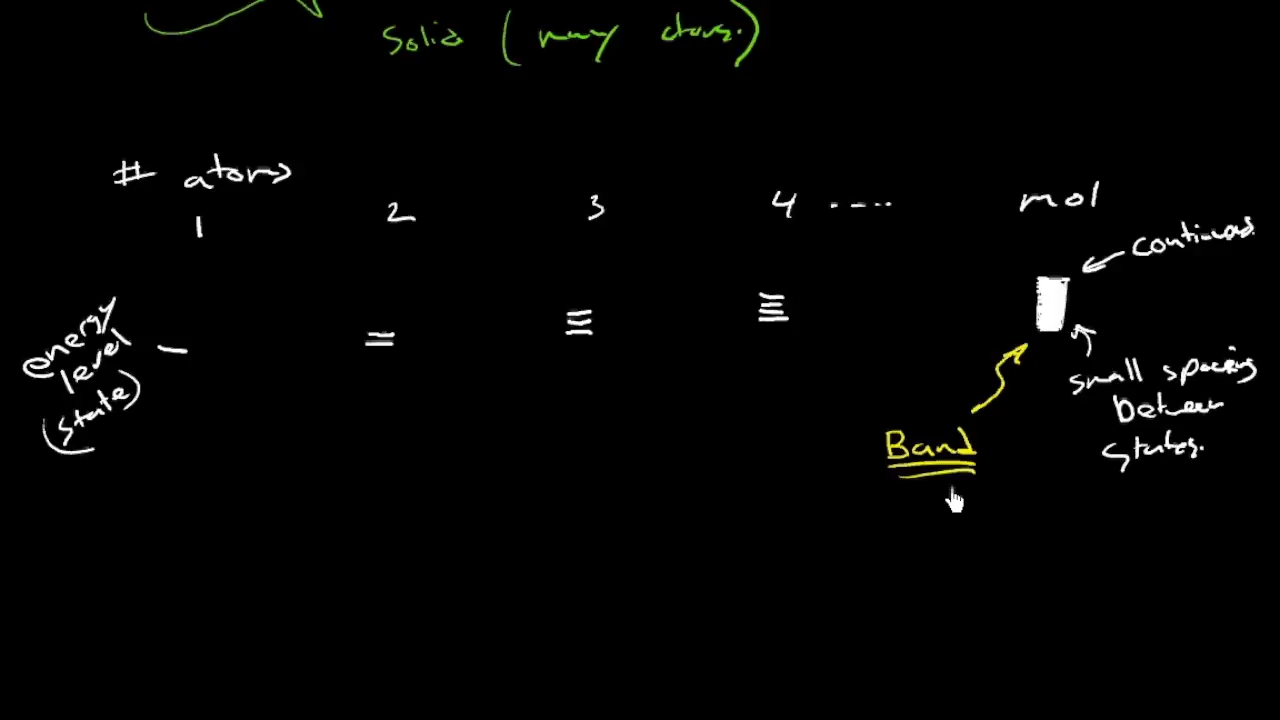 Solid (many atoms.)
# atoms
1 2 3 4 .... mol
continuous
energy
level
(state)
small spacing
between
states.
Band